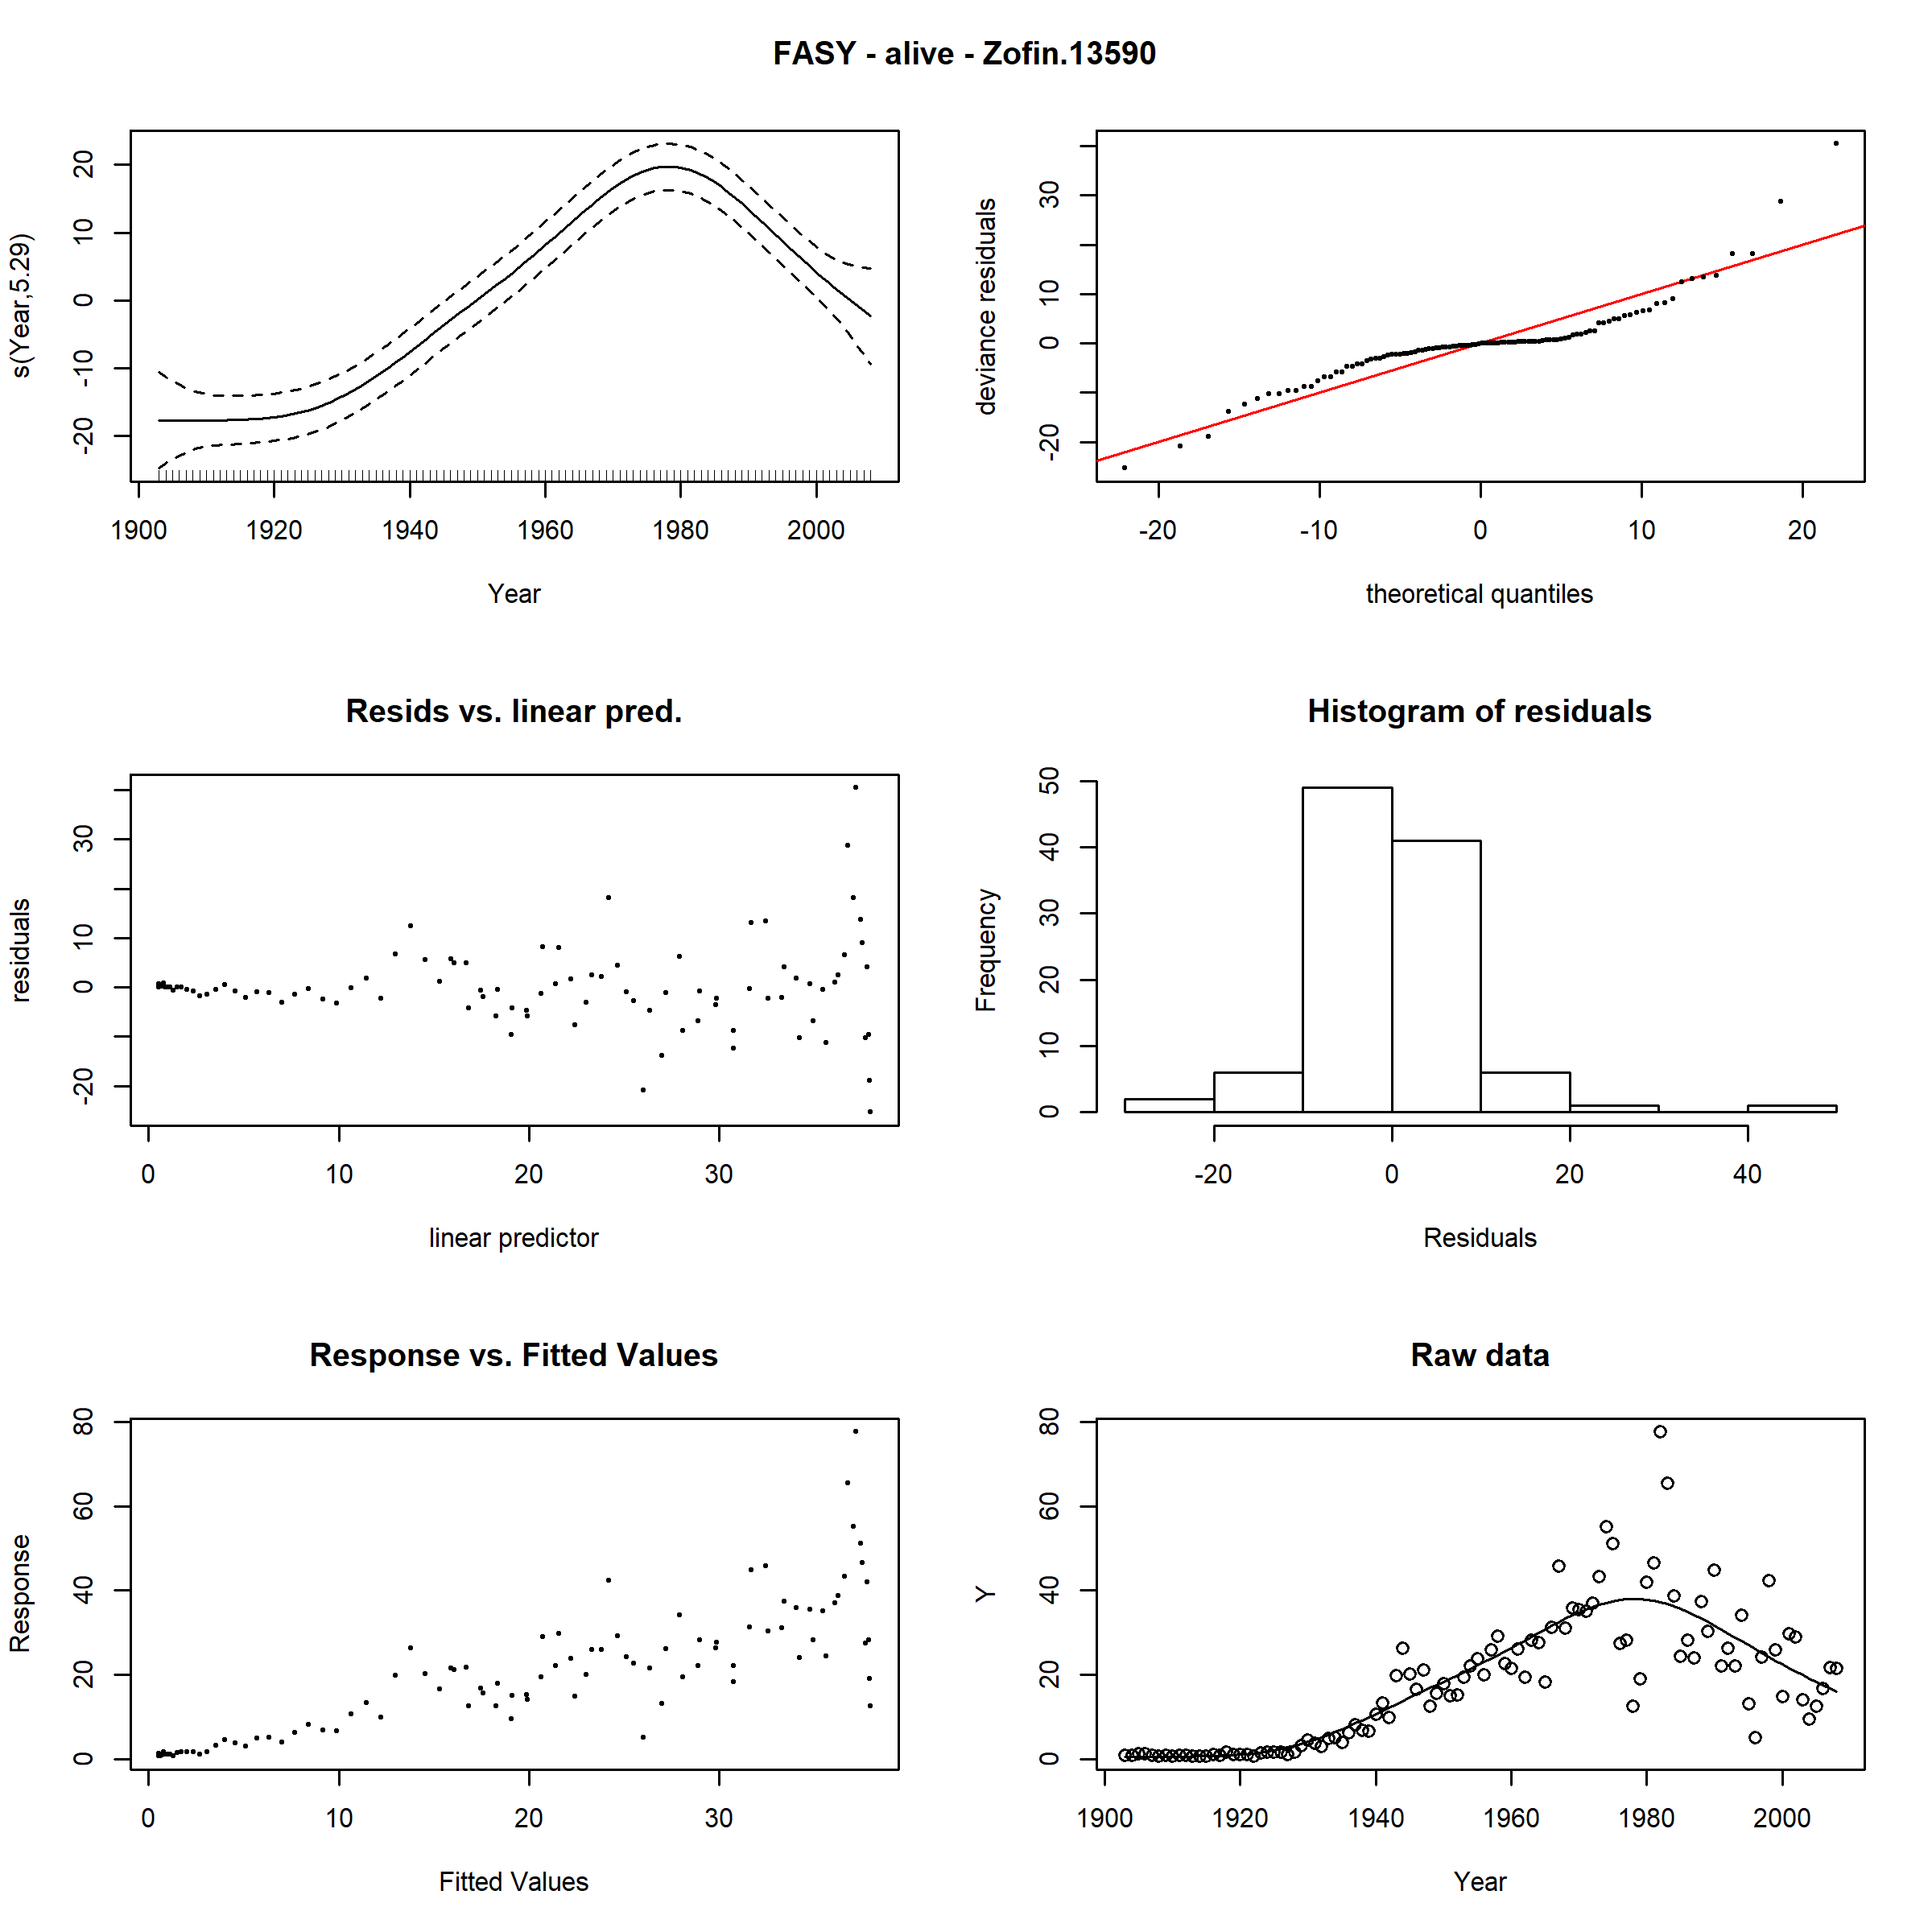 FASY - alive - Zofin.13590
s(Year,5.29)
20
10
0
-10
-20
1900 1920 1940 1960 1980 2000
Year
deviance residuals
30
10
0
-20
-20 -10 0 10 20
theoretical quantiles
Resids vs. linear pred.
residuals
30
10
0
-20
0 10 20 30
linear predictor
Histogram of residuals
Frequency
50
40
30
20
10
0
-20 0 20 40
Residuals
Response vs. Fitted Values
Response
80
60
40
20
0
0 10 20 30
Fitted Values
Raw data
Y
80
60
40
20
0
1900 1920 1940 1960 1980 2000
Year